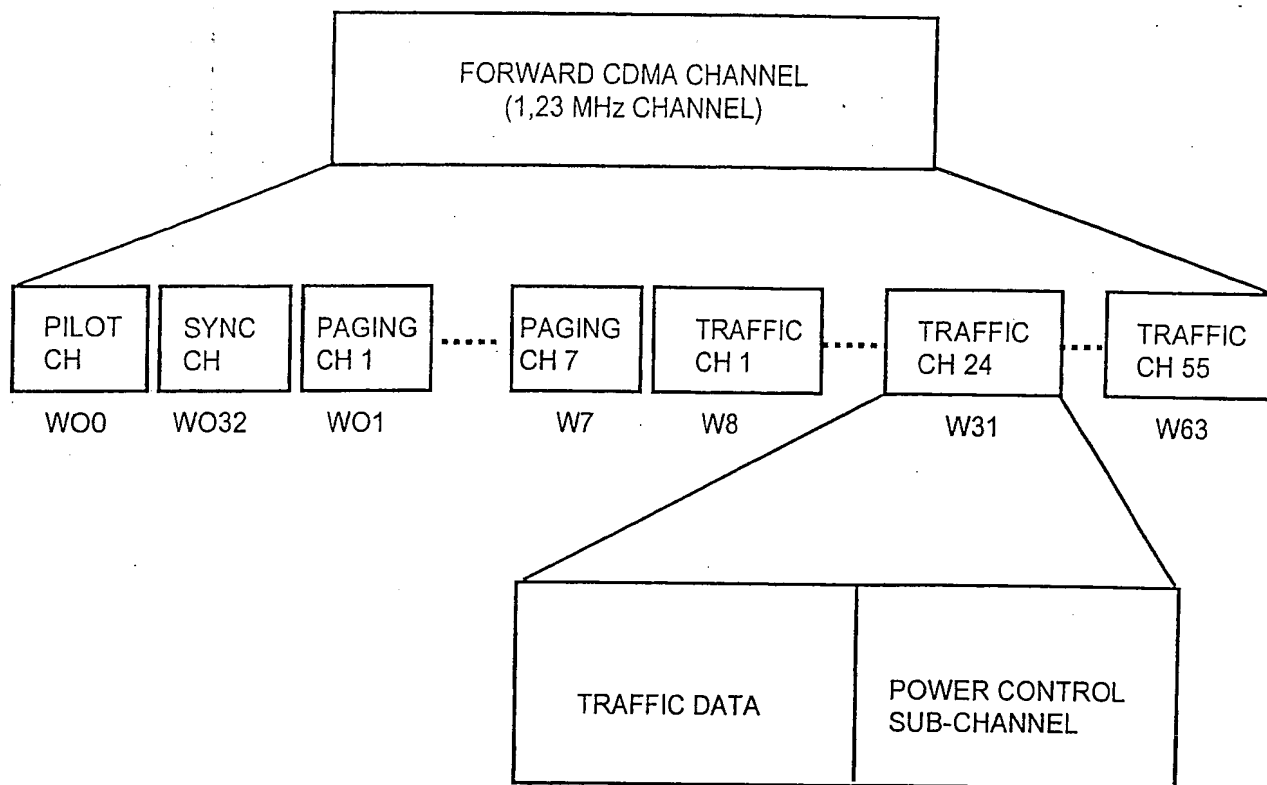 FORWARD CDMA CHANNEL
(1,23 MHz CHANNEL)
PILOT
CH
SYNC
CH
PAGING
CH 1
PAGING
CH 7
TRAFFIC
CH 1
TRAFFIC
CH 24
TRAFFIC
CH 55
WO0
WO32
WO1
W7
W8
W31
W63
TRAFFIC DATA
POWER CONTROL
SUB-CHANNEL